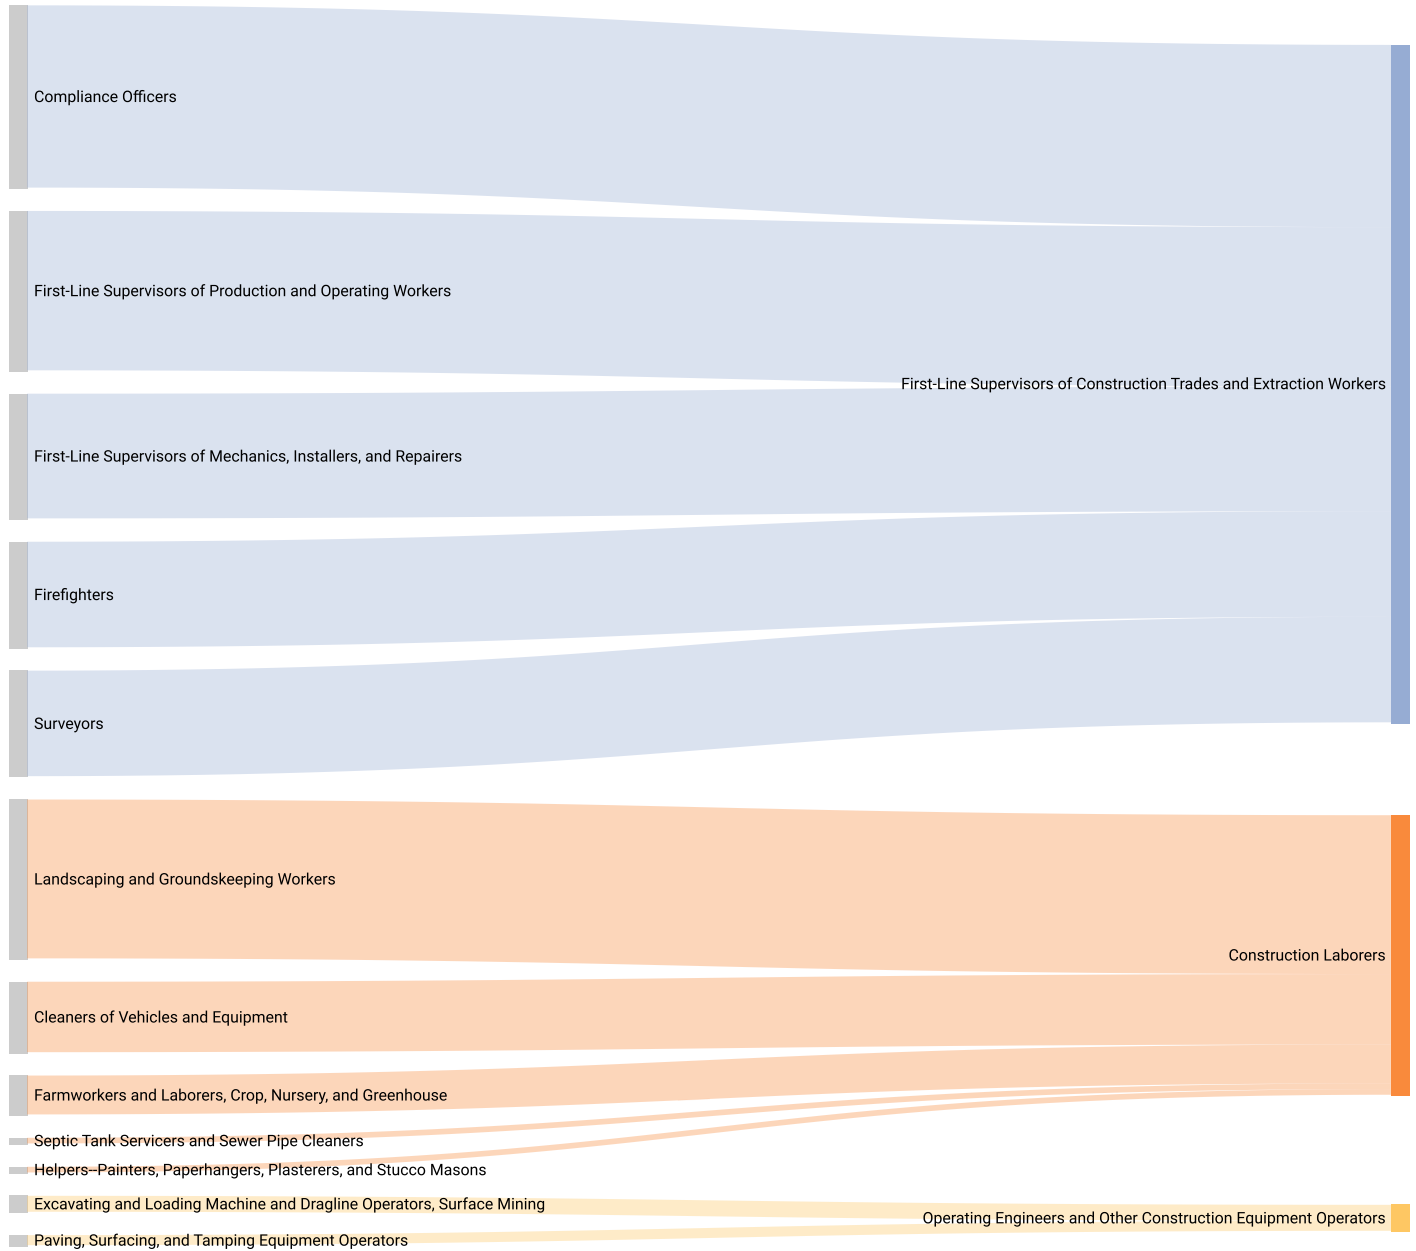 Compliance Officers
First-Line Supervisors of Production and Operating Workers
First-Line Supervisors of Construction Trades and Extraction Workers
First-Line Supervisors of Mechanics, Installers, and Repairers
Firefighters
Surveyors
Landscaping and Groundskeeping Workers
Construction Laborers
Cleaners of Vehicles and Equipment
Farmworkers and Laborers, Crop, Nursery, and Greenhouse
Septic Tank Servicers and Sewer Pipe Cleaners
Helpers--Painters, Paperhangers, Plasterers, and Stucco Masons
Excavating and Loading Machine and Dragline Operators, Surface Mining
Operating Engineers and Other Construction Equipment Operators
Paving, Surfacing, and Tamping Equipment Operators